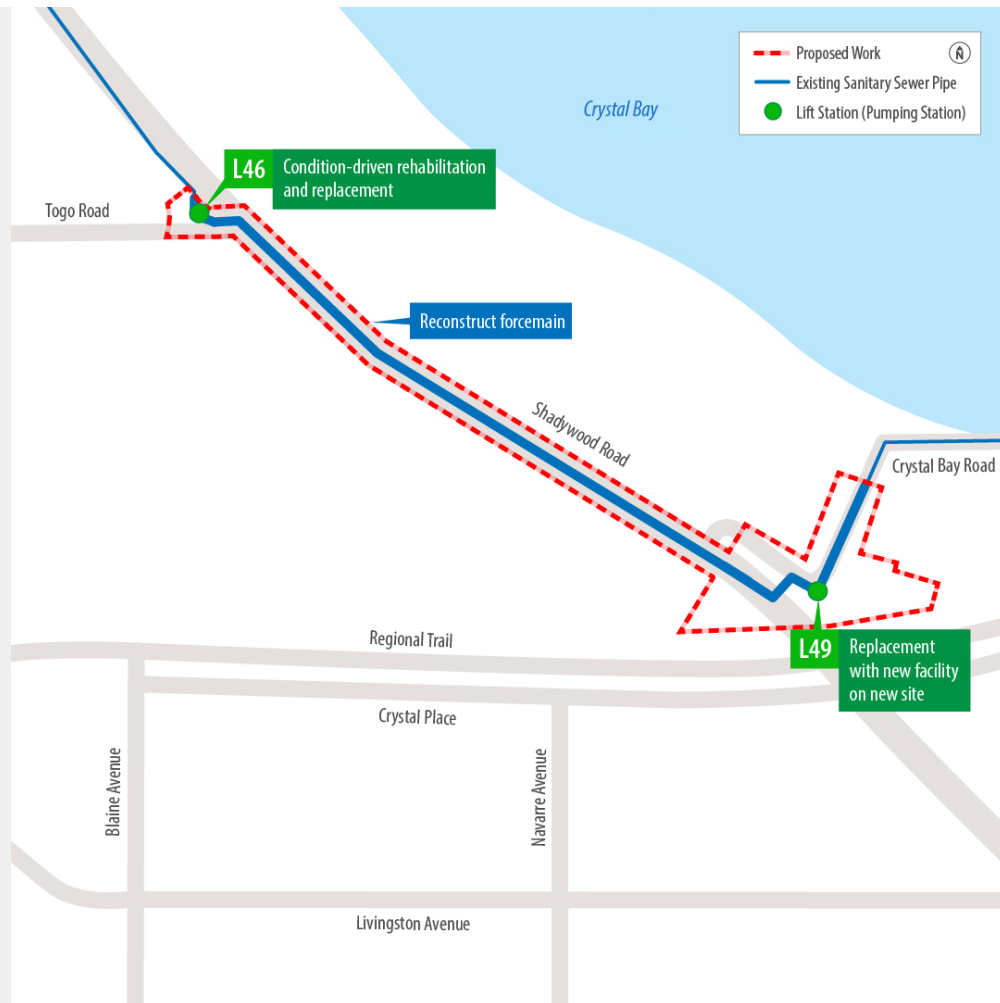 Proposed Work
N
Existing Sanitary Sewer Pipe
Lift Station (Pumping Station)
Crystal Bay
L46
Condition-driven rehabilitation
and replacement
Togo Road
Reconstruct forcemain
Shadywood Road
Crystal Bay Road
Regional Trail
L49
Replacement
with new facility
on new site
Crystal Place
Blaine Avenue
Navarre Avenue
Livingston Avenue